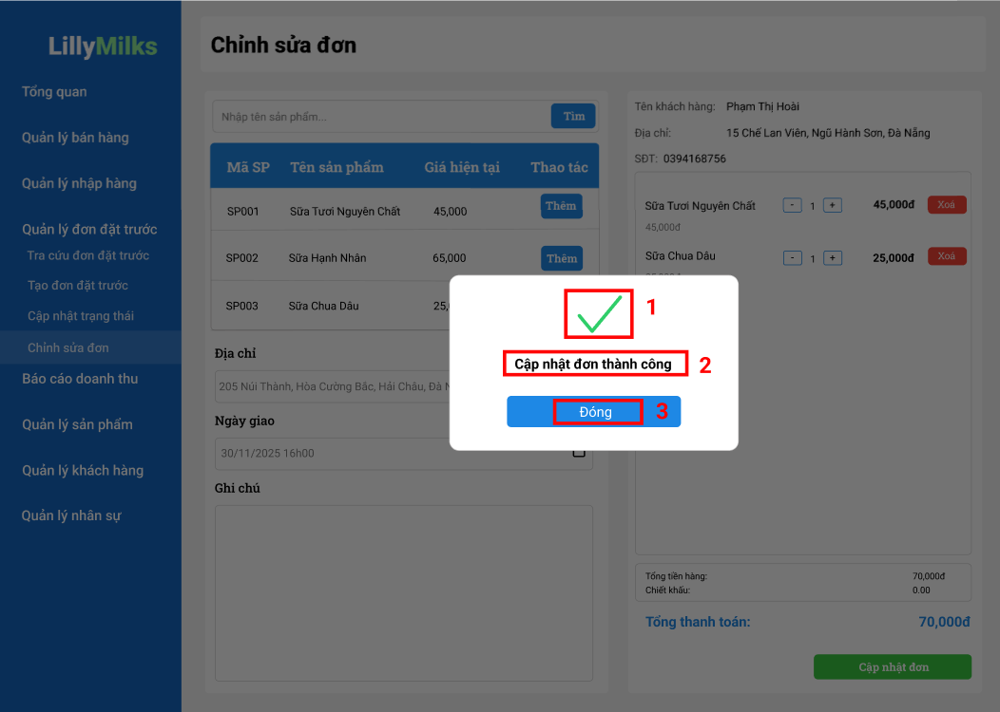 LillyMilks
Tổng quan
Quản lý bán hàng
Quản lý nhập hàng
Quản lý đơn đặt trước
Tra cứu đơn đặt trước
Tạo đơn đặt trước
Cập nhật trạng thái
Chỉnh sửa đơn
Báo cáo doanh thu
Quản lý sản phẩm
Quản lý khách hàng
Quản lý nhân sự
Chỉnh sửa đơn
Nhập tên sản phẩm...
Tìm
Mã SP Tên sản phẩm Giá hiện tại Thao tác
SP001 Sữa Tươi Nguyên Chất 45,000 Thêm
SP002 Sữa Hạnh Nhân 65,000 Thêm
SP003 Sữa Chua Dâu 25,
Địa chỉ
205 Núi Thành, Hòa Cường Bắc, Hải Châu, Đà N
Ngày giao
30/11/2025 16h00
Ghi chú
1
Cập nhật đơn thành công 2
Đóng 3
Tên khách hàng: Phạm Thị Hoài
Địa chỉ: 15 Chế Lan Viên, Ngũ Hành Sơn, Đà Nẵng
SĐT: 0394168756
Sữa Tươi Nguyên Chất - 1 + 45,000đ Xoá
45,000đ
Sữa Chua Dâu - 1 + 25,000đ Xoá
Tổng tiền hàng: 70,000đ
Chiết khấu: 0.00
Tổng thanh toán: 70,000đ
Cập nhật đơn